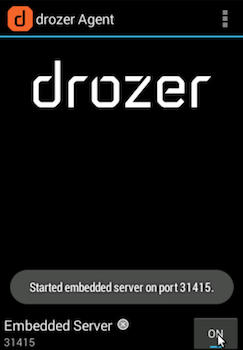 drozer Agent
drozer
Started embedded server on port 31415.
Embedded Server
31415
ON